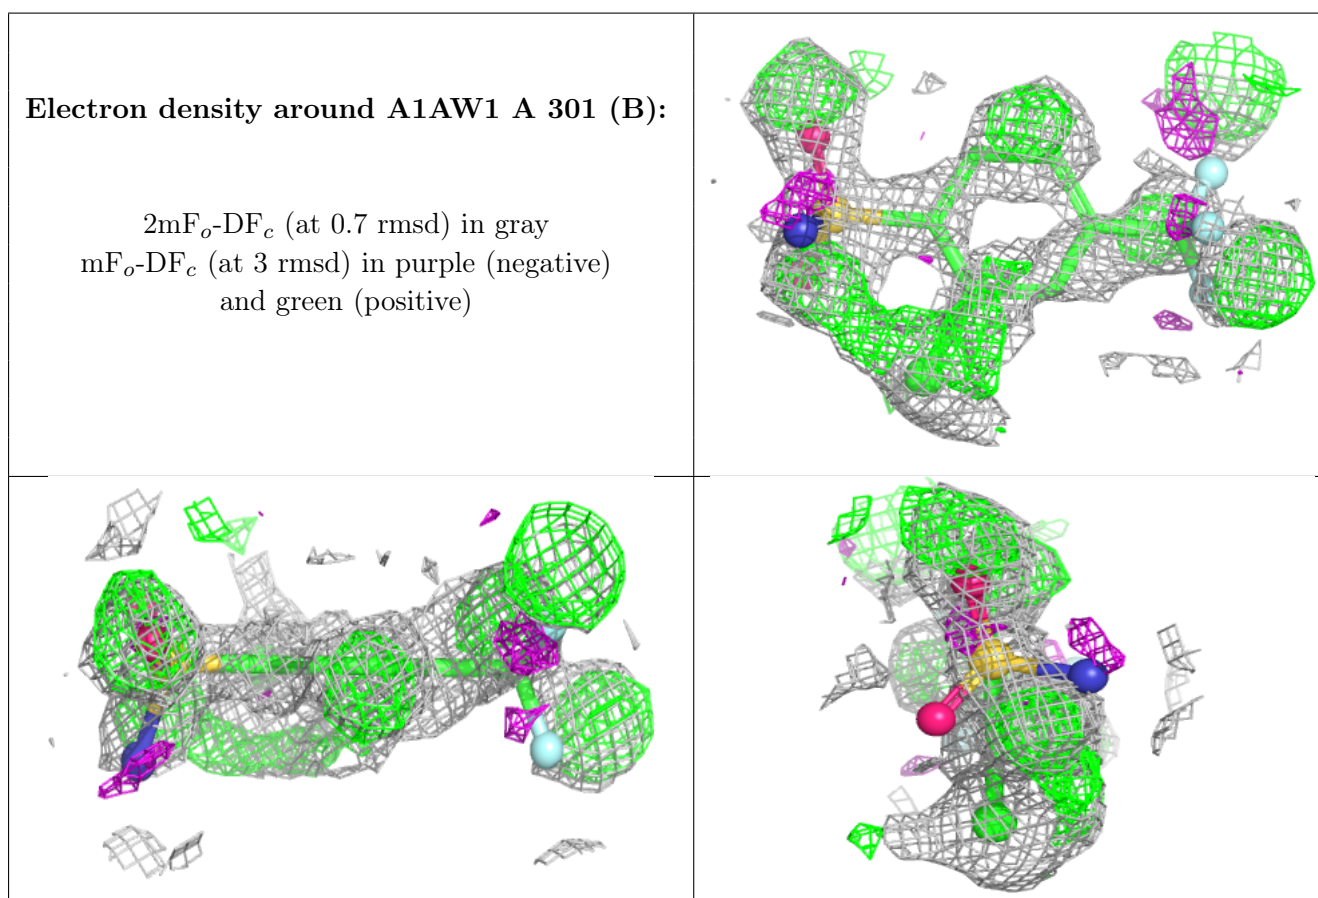 Electron density around A1AW1 A 301 (B):
2mFo-DFc (at 0.7 rmsd) in gray
mFo-DFc (at 3 rmsd) in purple (negative)
and green (positive)